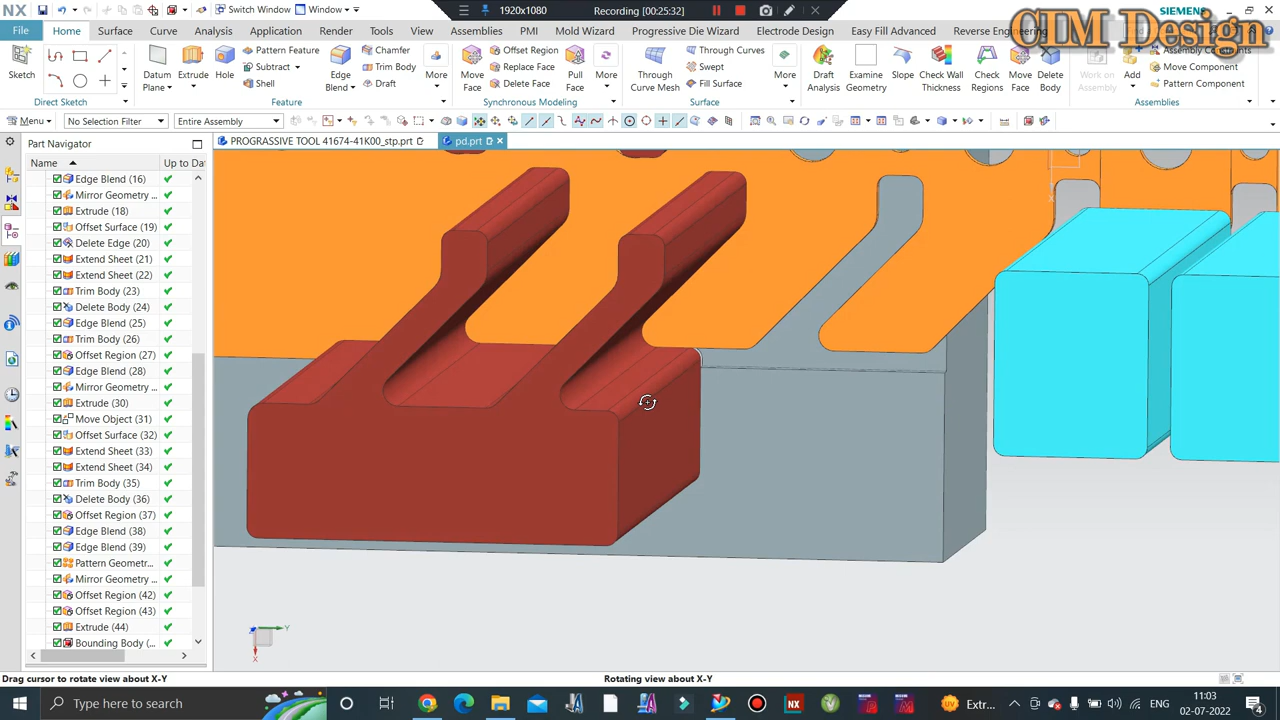 NX
Switch Window
Window
1920x1080
Recording [00:25:32]
SIEMENS
CIM Design
File
Home
Surface
Curve
Analysis
Application
Render
Tools
View
Assemblies
PMI
Mold Wizard
Progressive Die Wizard
Electrode Design
Easy Fill Advanced
Reverse Engineering
Sketch
Direct Sketch
Datum Plane
Extrude
Hole
Pattern Feature
Subtract
Shell
Edge Blend
Chamfer
Trim Body
Draft
More
Feature
Move Face
Offset Region
Replace Face
Delete Face
Pull Face
More
Synchronous Modeling
Through Curve Mesh
Through Curves
Swept
Fill Surface
More
Surface
Draft Analysis
Examine Geometry
Slope
Check Wall Thickness
Check Regions
Move Face
Delete Body
Work on Assembly
Add
Assembly Constraints
Move Component
Pattern Component
Assemblies
Menu
No Selection Filter
Entire Assembly
Part Navigator
PROGRASSIVE TOOL 41674-41K00_stp.prt
pd.prt
Name
Up to Dat
Edge Blend (16)
Mirror Geometry ...
Extrude (18)
Offset Surface (19)
Delete Edge (20)
Extend Sheet (21)
Extend Sheet (22)
Trim Body (23)
Delete Body (24)
Edge Blend (25)
Trim Body (26)
Offset Region (27)
Edge Blend (28)
Mirror Geometry ...
Extrude (30)
Move Object (31)
Offset Surface (32)
Extend Sheet (33)
Extend Sheet (34)
Trim Body (35)
Delete Body (36)
Offset Region (37)
Edge Blend (38)
Edge Blend (39)
Pattern Geomet...
Mirror Geometry ...
Offset Region (42)
Offset Region (43)
Extrude (44)
Bounding Body (...
Y
X
Drag cursor to rotate view about X-Y
Rotating view about X-Y
Type here to search
Extr...
ENG
11:03
02-07-2022